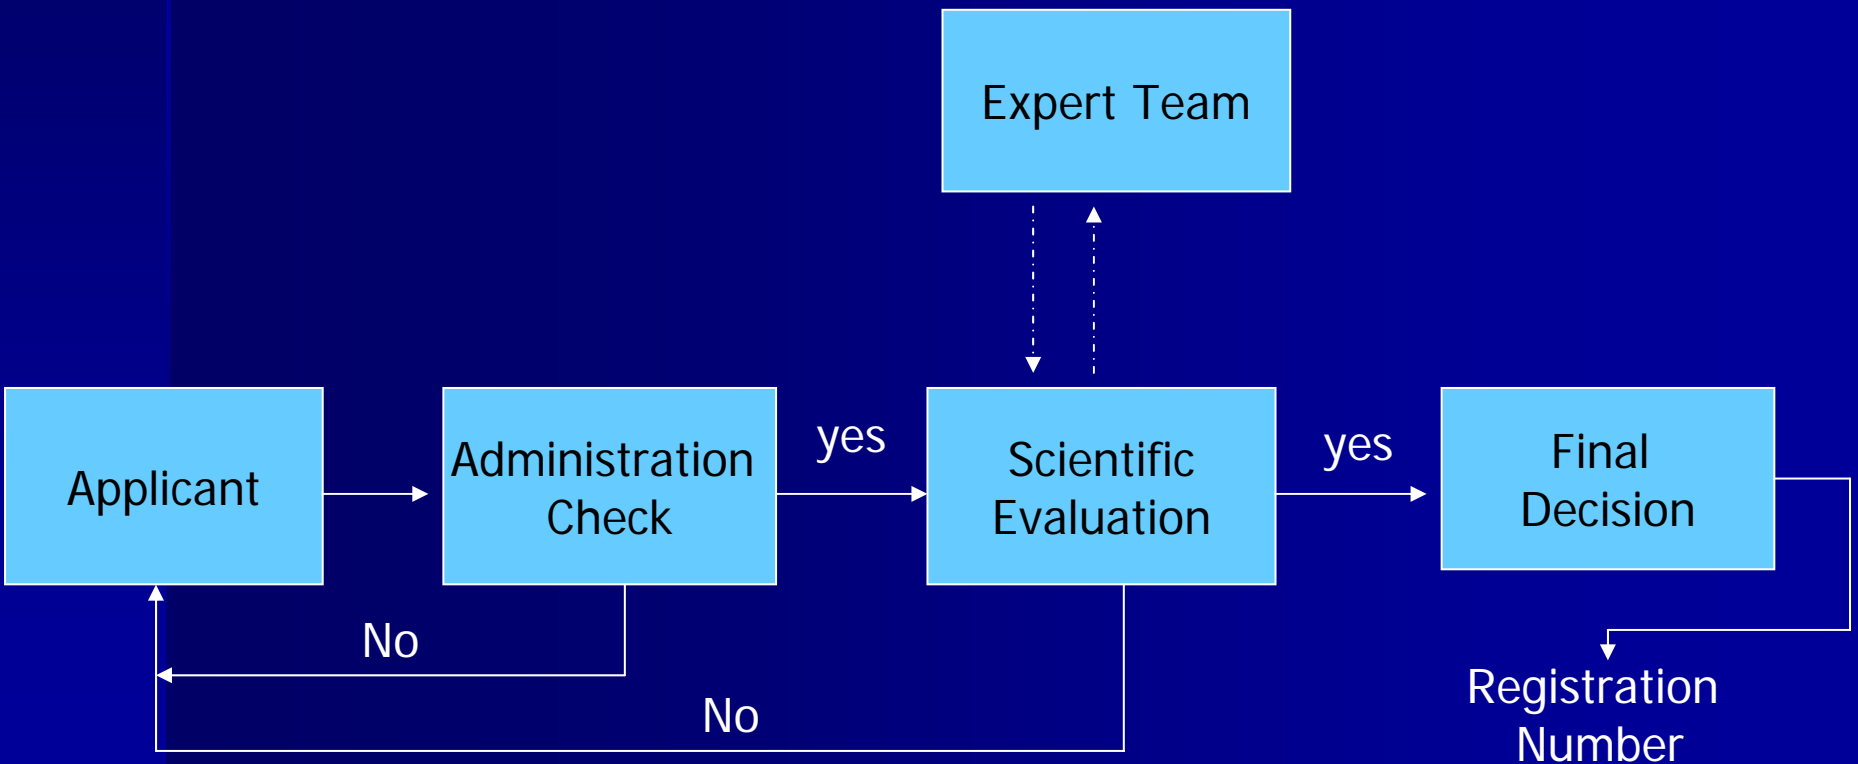 Expert Team
Applicant
Administration
Check
yes
Scientific
Evaluation
yes
Final
Decision
No
No
Registration
Number